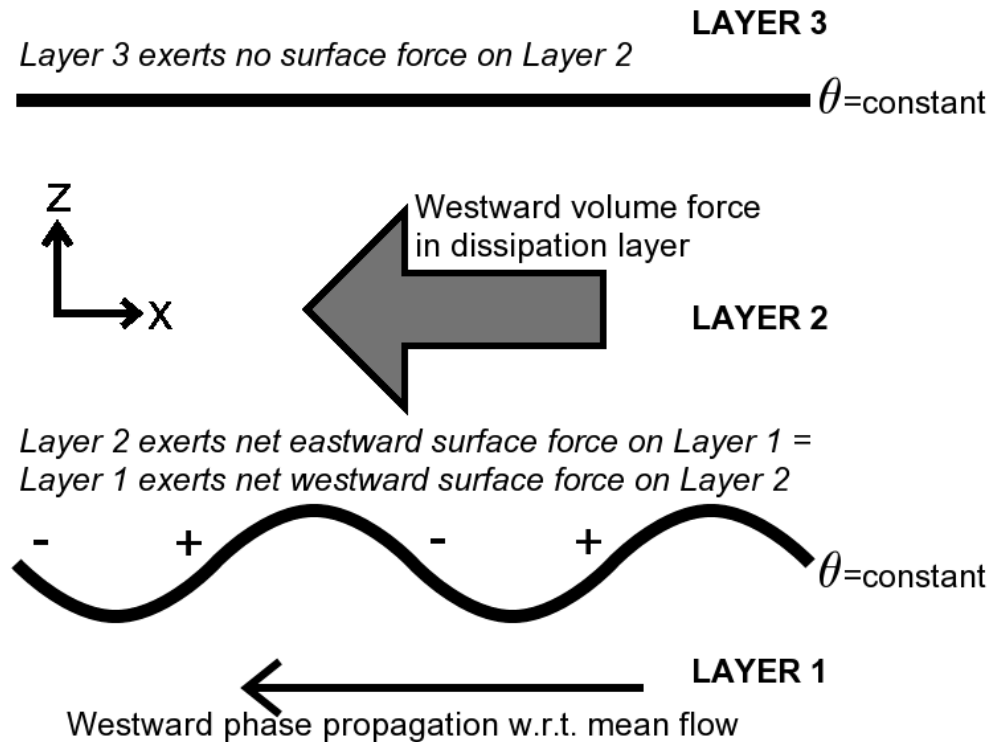 LAYER 3
Layer 3 exerts no surface force on Layer 2
θ=constant
Z
X
Westward volume force
in dissipation layer
LAYER 2
Layer 2 exerts net eastward surface force on Layer 1 =
Layer 1 exerts net westward surface force on Layer 2
- + - +
θ=constant
LAYER 1
Westward phase propagation w.r.t. mean flow